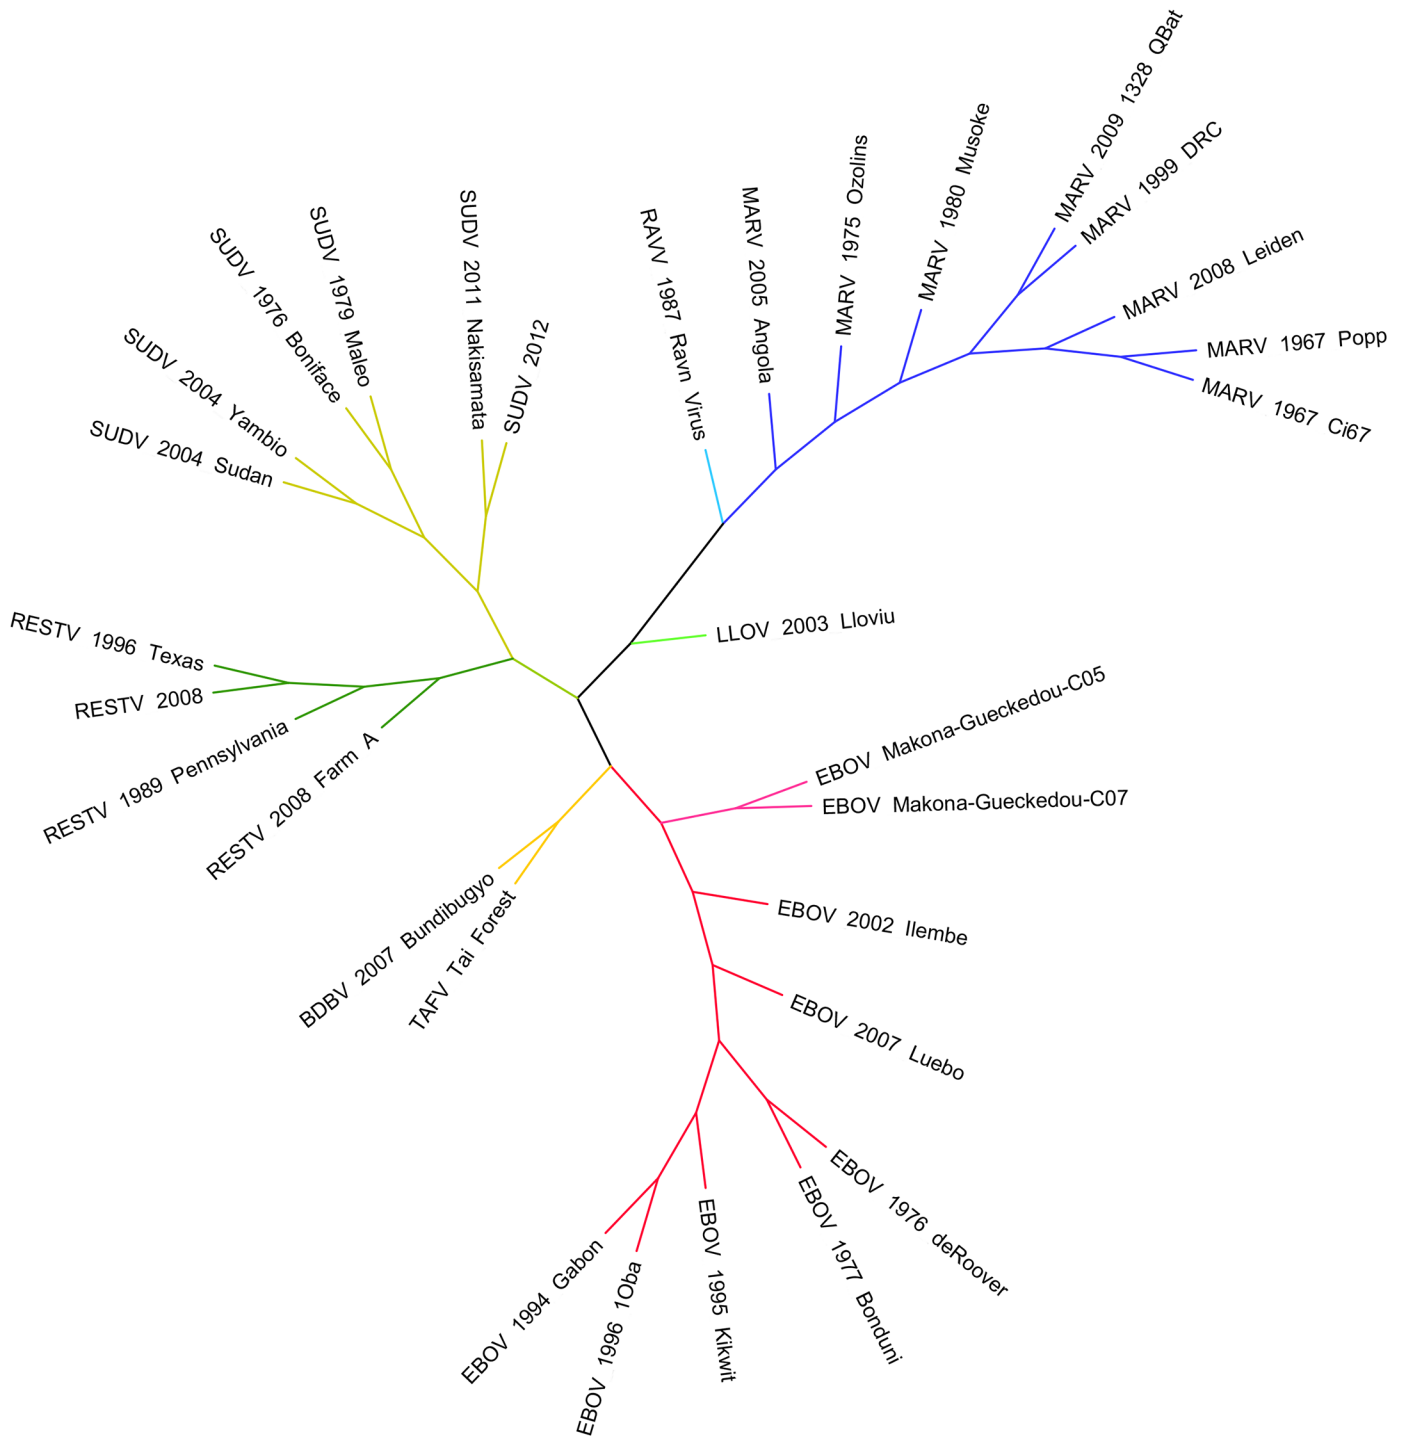 MARV 2009 1328 QBat
MARV 1999 DRC
MARV 1980 Musoke
MARV 1975 Ozolins
MARV 2005 Angola
RAVV 1987 Ravn Virus
MARV 2008 Leiden
MARV 1967 Popp
MARV 1967 Ci67
SUDV 2011 Nakisamata
SUDV 2012
SUDV 1979 Maleo
SUDV 1976 Boniface
SUDV 2004 Yambio
SUDV 2004 Sudan
RESTV 1996 Texas
RESTV 2008
RESTV 1989 Pennsylvania
RESTV 2008 Farm A
LLOV 2003 Lloviu
EBOV Makona-Gueckedou-C05
EBOV Makona-Gueckedou-C07
BDBV 2007 Bundibugyo
TAFV Tai Forest
EBOV 2002 Ilembe
EBOV 2007 Luebo
EBOV 1976 deRoover
EBOV 1977 Bonduni
EBOV 1995 Kikwit
EBOV 1996 1Oba
EBOV 1994 Gabon